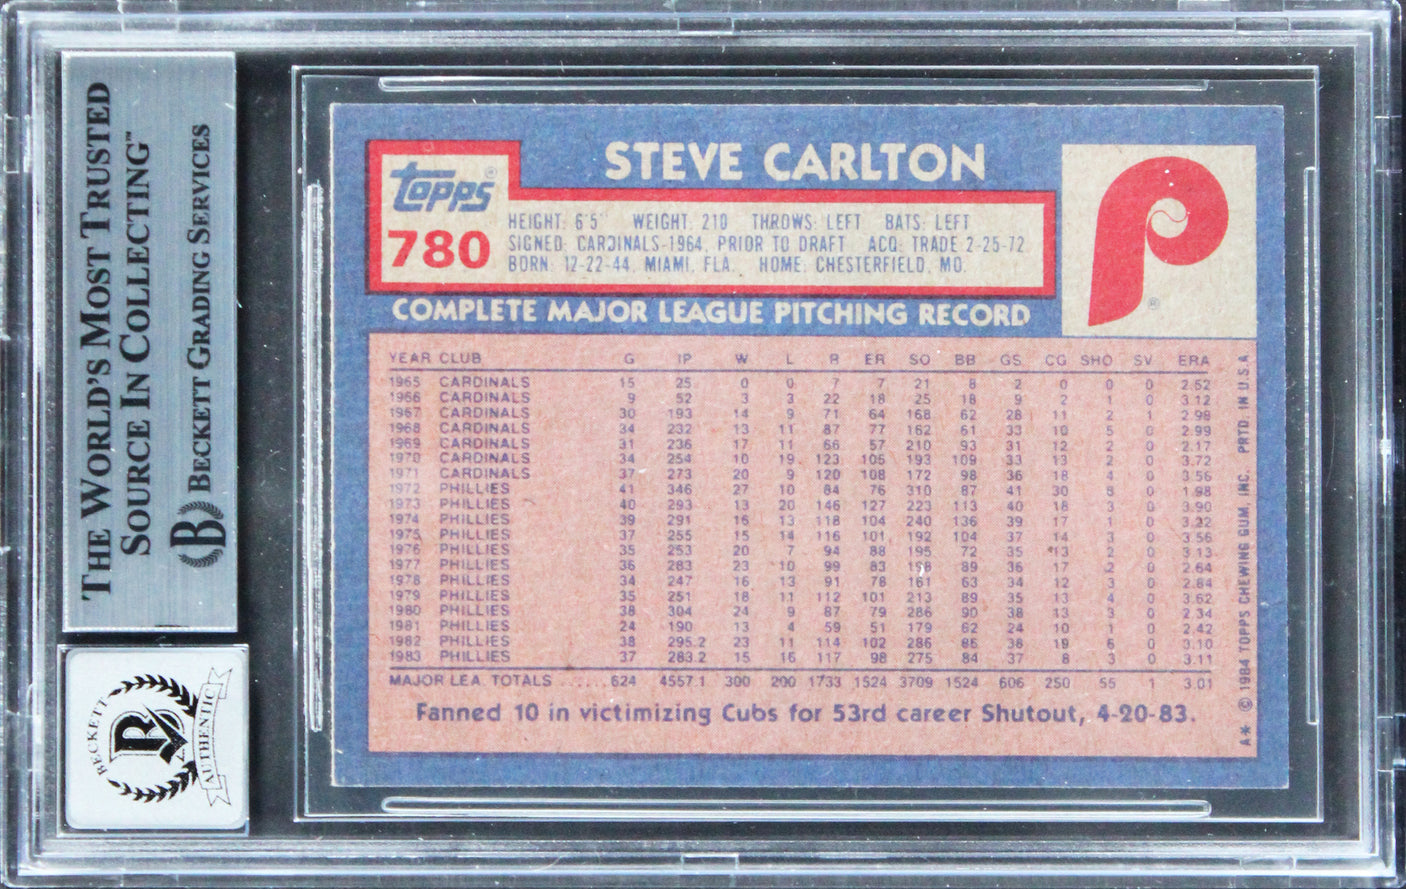 THE WORLD'S MOST TRUSTED
SOURCE IN COLLECTING™
BECKETT GRADING SERVICES
B
BECKETT
AUTHENTIC
STEVE CARLTON
topps®
780
HEIGHT: 6'5" WEIGHT: 210 THROWS: LEFT BATS: LEFT
SIGNED: CARDINALS-1964, PRIOR TO DRAFT ACQ: TRADE 2-25-72
BORN: 12-22-44, MIAMI, FLA. HOME: CHESTERFIELD, MO.
P ®
COMPLETE MAJOR LEAGUE PITCHING RECORD
YEAR CLUB G IP W L R ER SO BB GS CG SHO SV ERA
1965 CARDINALS 15 25 0 0 7 7 21 8 2 0 0 0 2.52
1966 CARDINALS 9 52 3 3 22 18 25 18 9 2 1 0 3.12
1967 CARDINALS 30 193 14 9 71 64 168 62 28 11 2 1 2.98
1968 CARDINALS 34 232 13 11 87 77 162 61 33 10 5 0 2.99
1969 CARDINALS 31 236 17 11 66 57 210 93 31 12 2 0 2.17
1970 CARDINALS 34 254 10 19 123 105 193 109 33 13 2 0 3.72
1971 CARDINALS 37 273 20 9 120 108 172 98 36 18 4 0 3.56
1972 PHILLIES 41 346 27 10 84 76 310 87 41 30 8 0 1.98
1973 PHILLIES 40 293 13 20 146 127 223 113 40 18 3 0 3.90
1974 PHILLIES 39 291 16 13 118 104 240 136 39 17 1 0 3.22
1975 PHILLIES 37 255 15 14 116 101 192 104 37 14 3 0 3.56
1976 PHILLIES 35 253 20 7 94 88 195 72 35 13 2 0 3.13
1977 PHILLIES 36 283 23 10 99 83 198 89 36 17 2 0 2.64
1978 PHILLIES 34 247 16 13 91 78 161 63 34 12 3 0 2.84
1979 PHILLIES 35 251 18 11 112 101 213 89 35 13 4 0 3.62
1980 PHILLIES 38 304 24 9 87 79 286 90 38 13 3 0 2.34
1981 PHILLIES 24 190 13 4 59 51 179 62 24 10 1 0 2.42
1982 PHILLIES 38 295.2 23 11 114 102 286 86 38 19 6 0 3.10
1983 PHILLIES 37 283.2 15 16 117 98 275 84 37 8 3 0 3.11
MAJOR LEA. TOTALS ...... 624 4557.1 300 200 1733 1524 3709 1524 606 250 55 1 3.01
Fanned 10 in victimizing Cubs for 53rd career Shutout, 4-20-83.
A* © 1984 TOPPS CHEWING GUM, INC. PRTD. IN U.S.A.